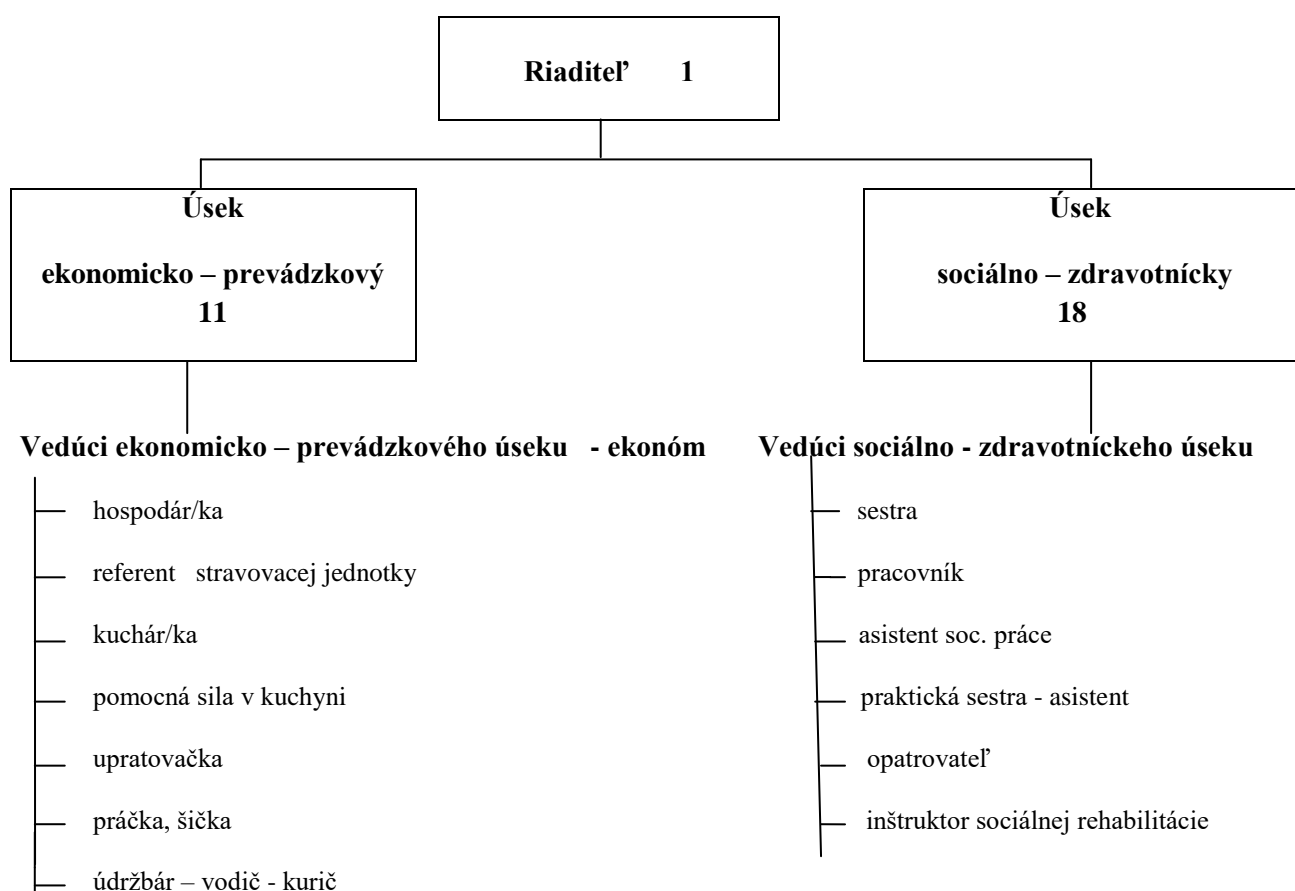 Riaditeľ 1
Úsek
ekonomicko – prevádzkový
11
Úsek
sociálno – zdravotnícky
18
Vedúci ekonomicko – prevádzkového úseku - ekonóm
hospodár/ka
referent stravovacej jednotky
kuchár/ka
pomocná sila v kuchyni
upratovačka
práčka, šička
údržbár – vodič - kurič
Vedúci sociálno - zdravotníckeho úseku
sestra
pracovník
asistent soc. práce
praktická sestra - asistent
opatrovateľ
inštruktor sociálnej rehabilitácie